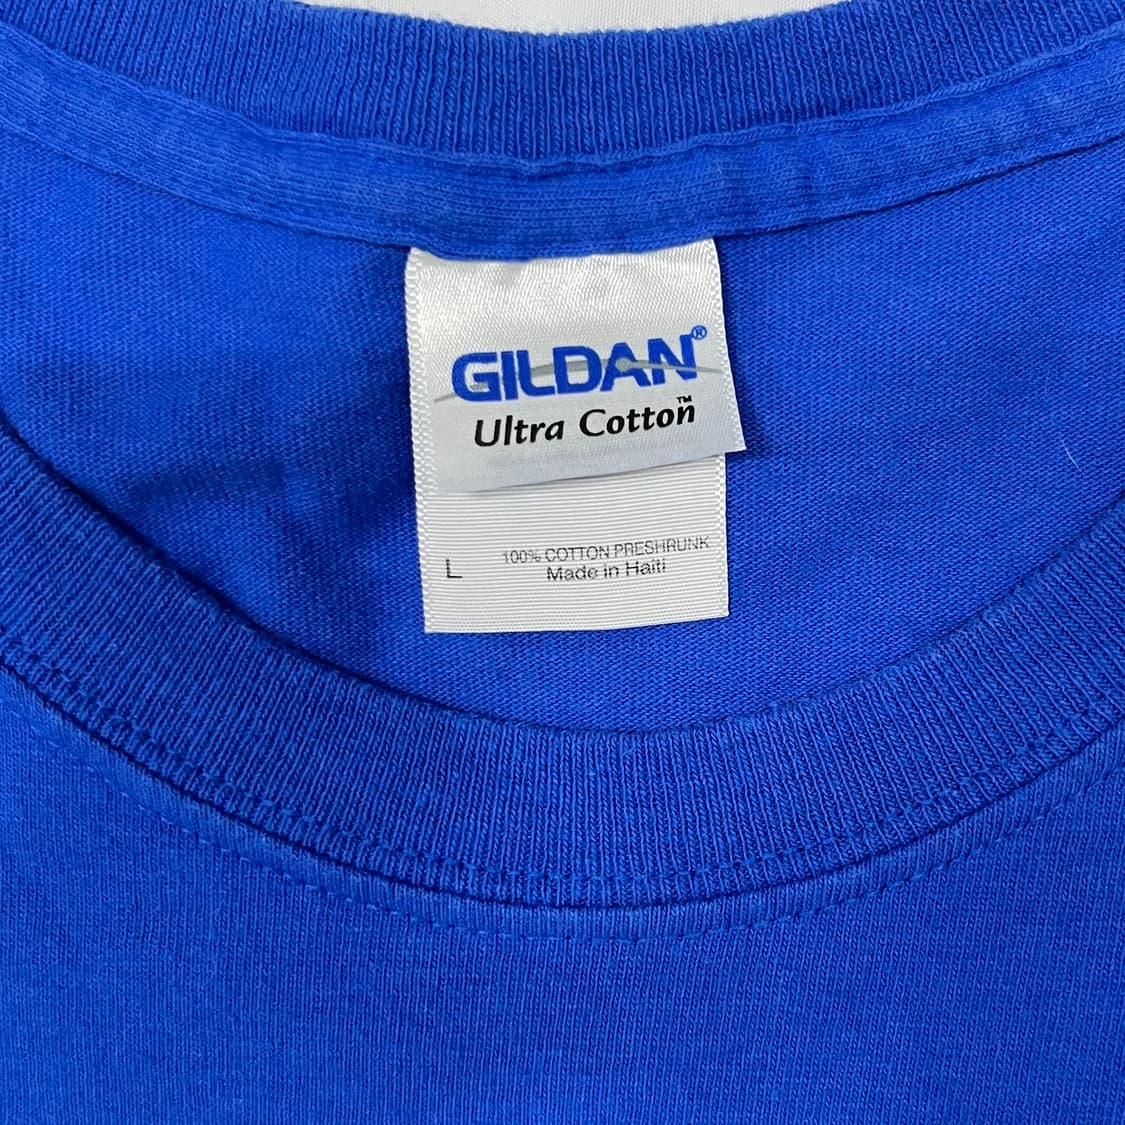 GILDAN®
Ultra Cotton™
L
100% COTTON PRESHRUNK
Made in Haiti